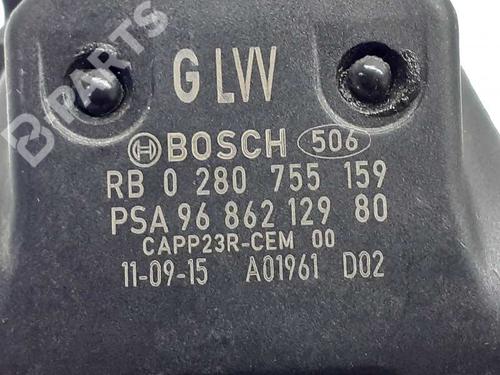 G LVV
BOSCH 506
RB 0 280 755 159
PSA 96 862 129 80
CAPP23R-CEM 00
11-09-15 A01961 D02
B PARTS